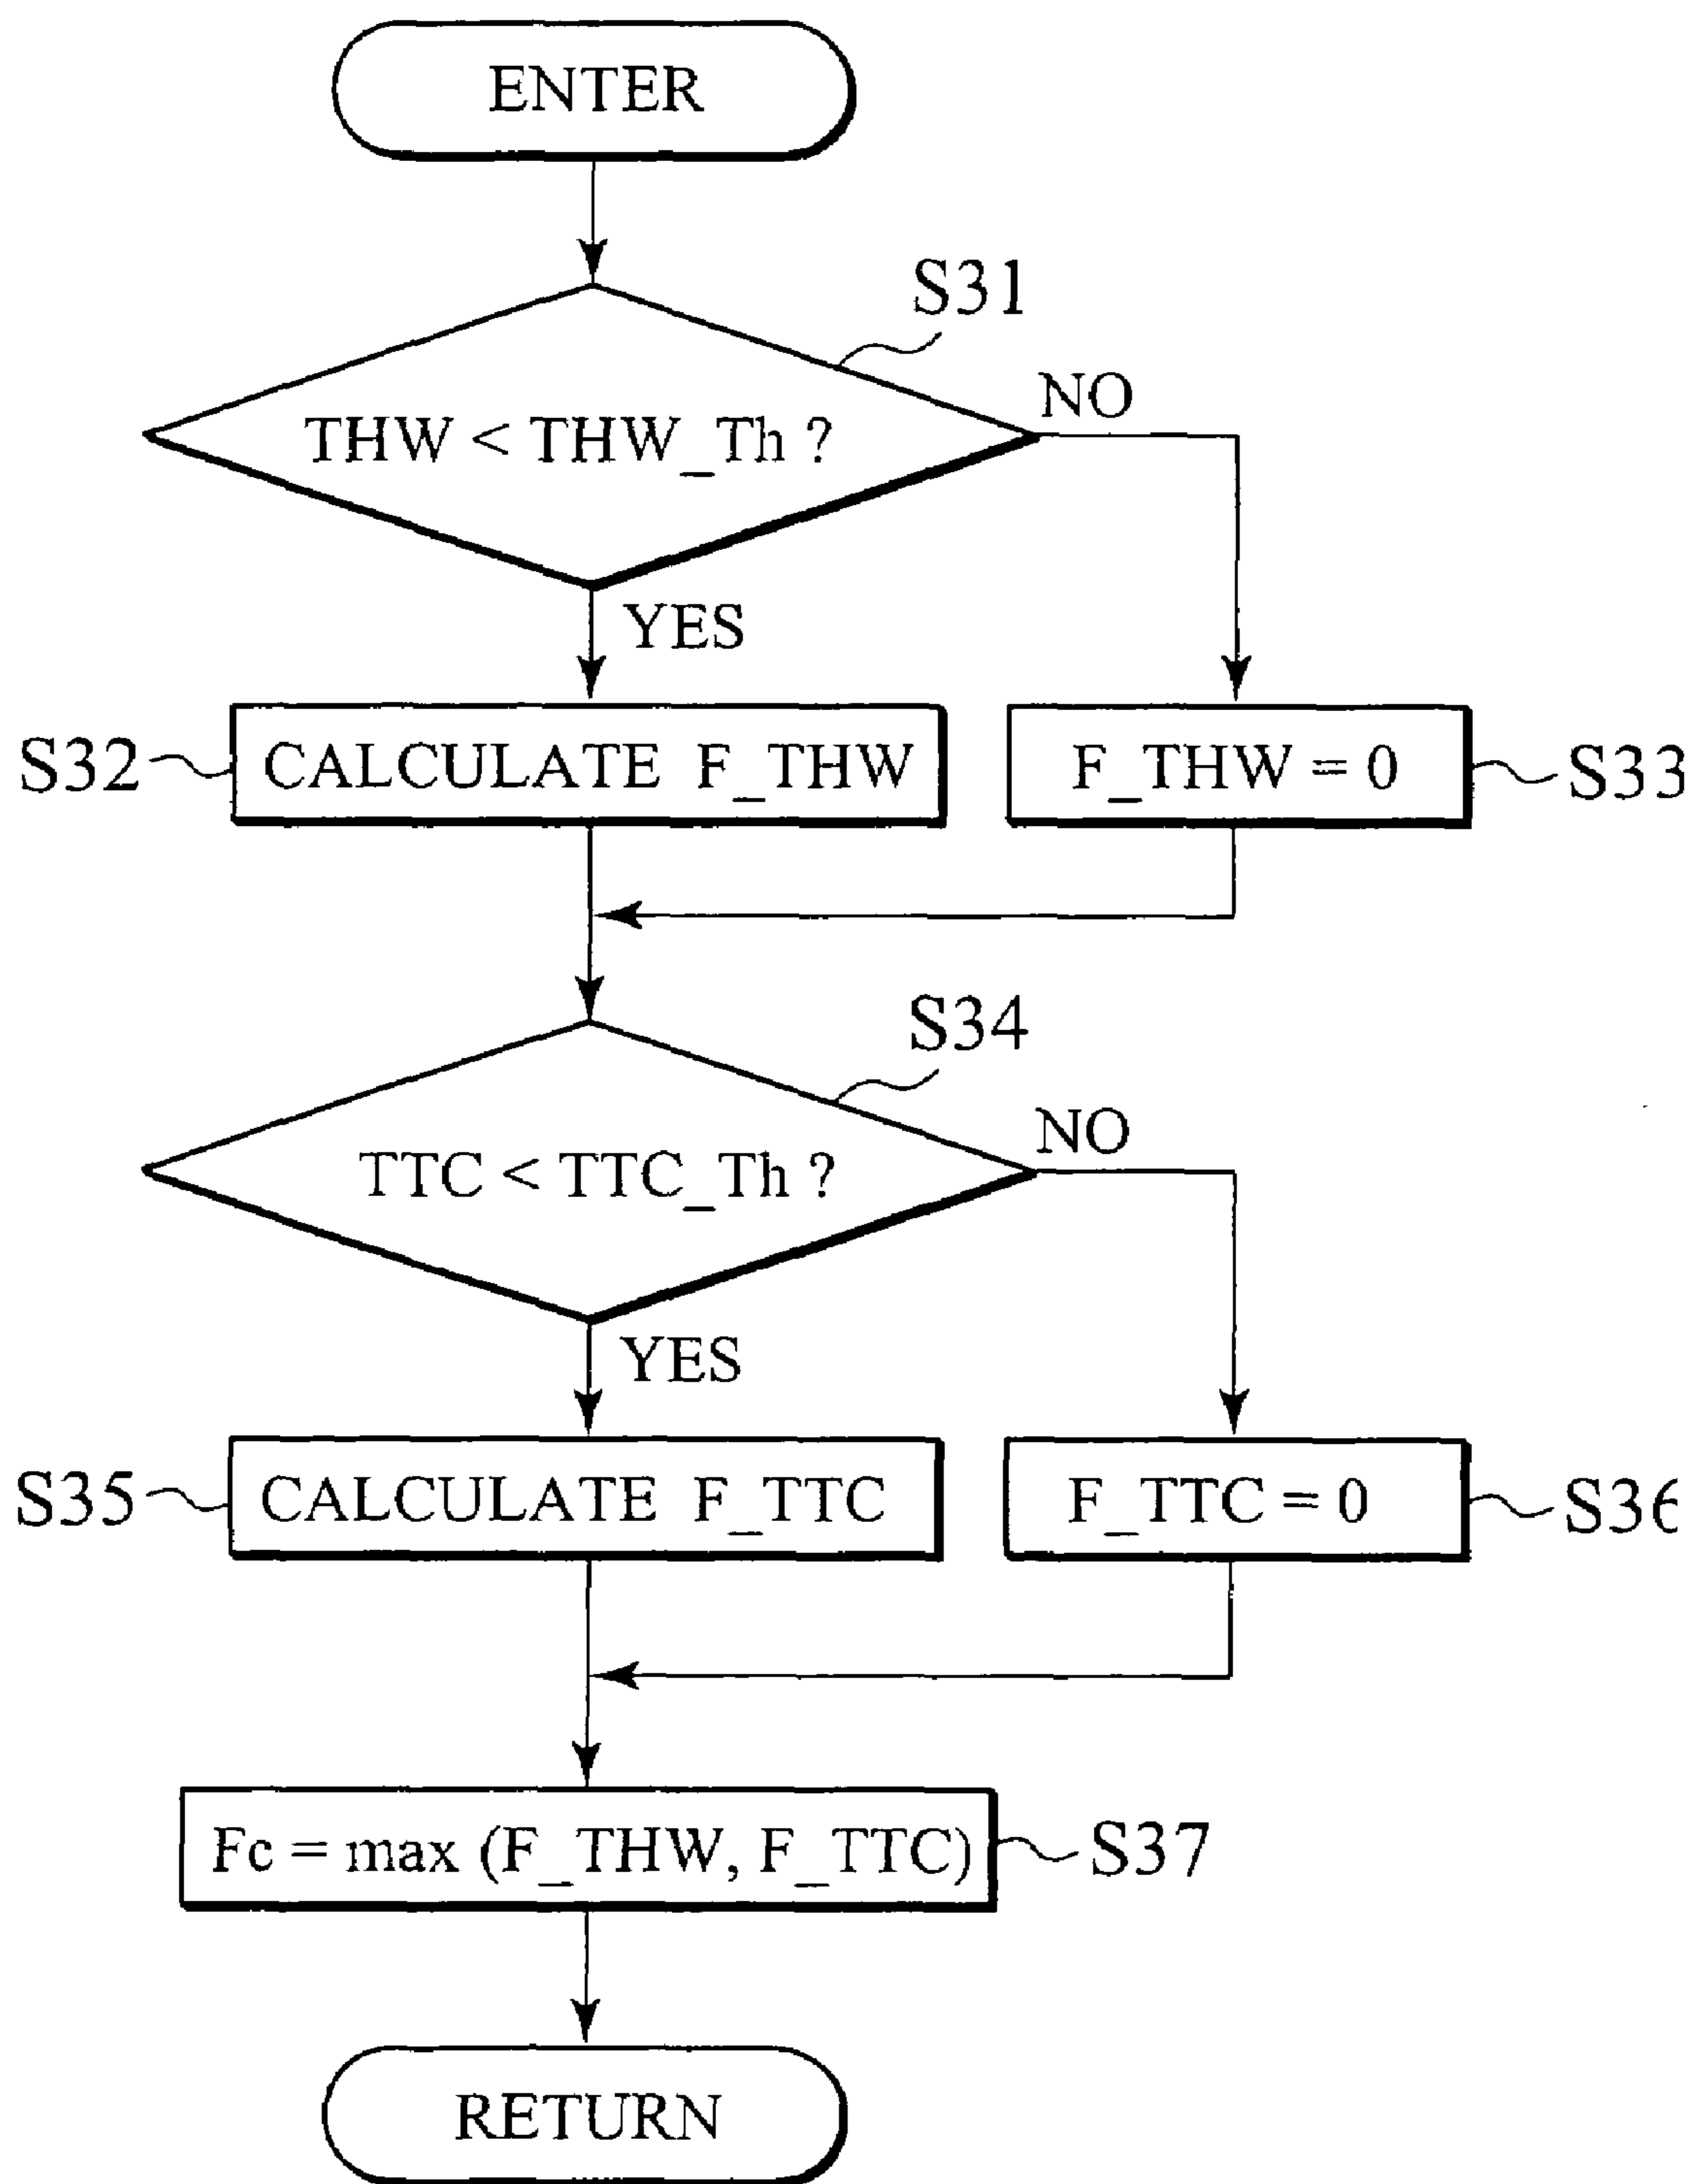 ENTER
S31
THW < THW_Th ?
NO
YES
S32
CALCULATE F_THW
F_THW = 0
S33
S34
TTC < TTC_Th ?
NO
YES
S35
CALCULATE F_TTC
F_TTC = 0
S36
Fc = max (F_THW, F_TTC)
S37
RETURN